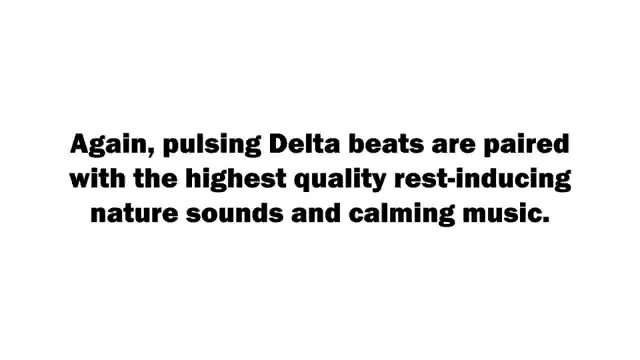 Again, pulsing Delta beats are paired
with the highest quality rest-inducing
nature sounds and calming music.